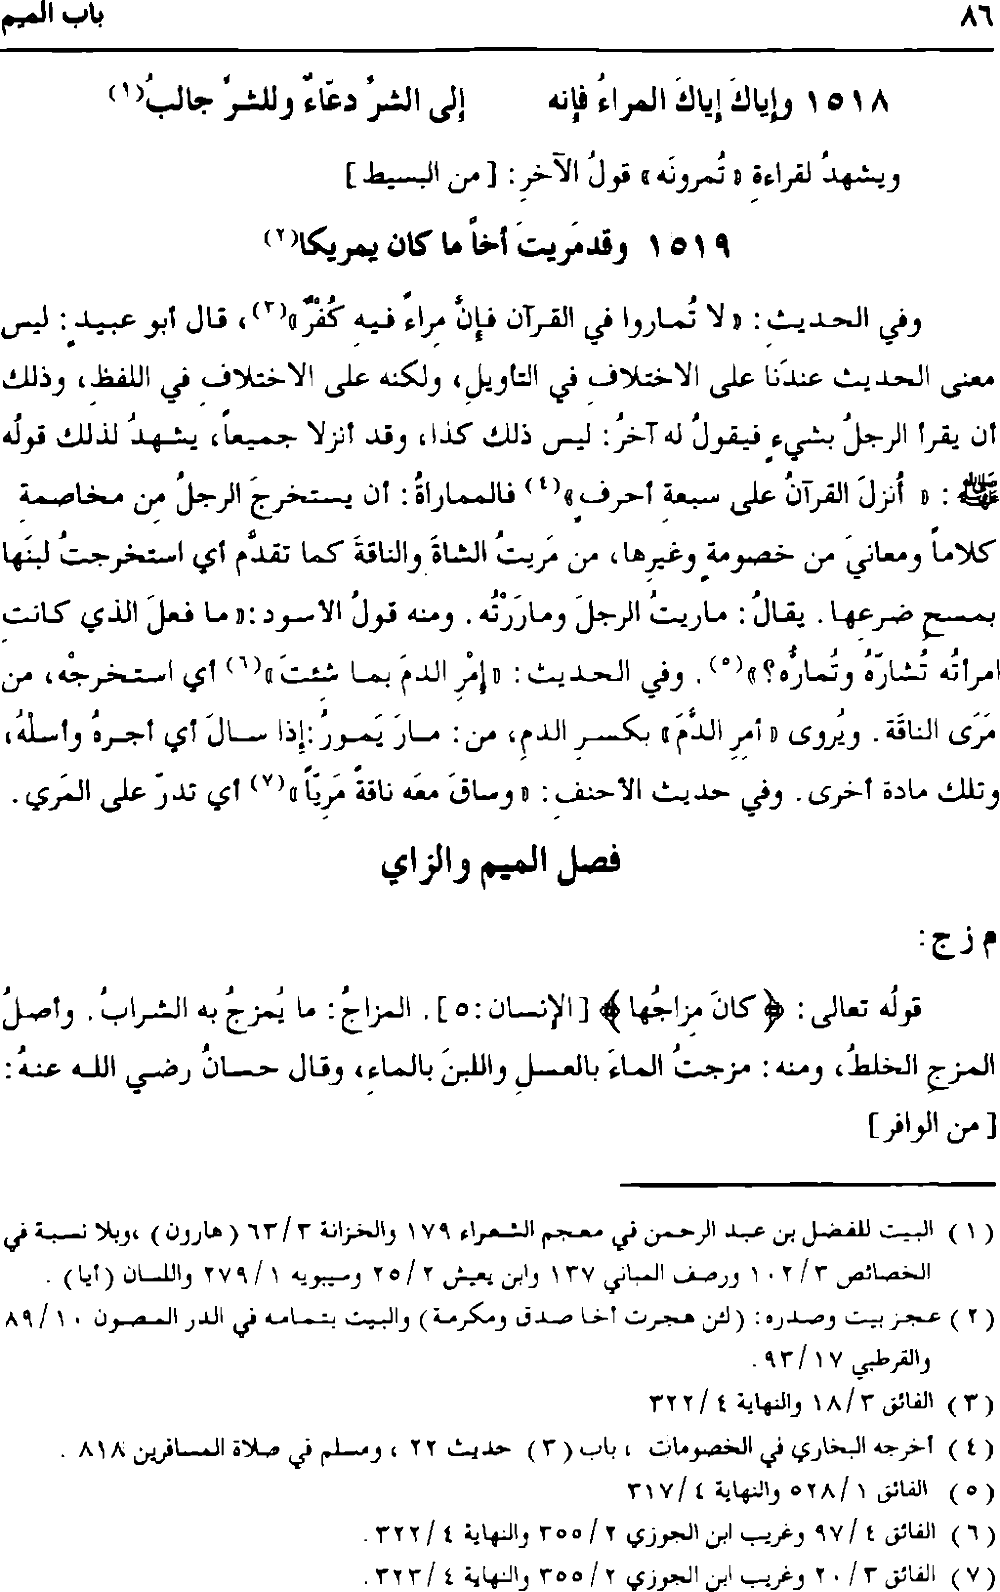 ٨٦ باب الميم
١٥١٨ وإياكَ إياكَ المراءَ فإنه إلى الشرِّ دعّاءٌ وللشرِّ جالبُ(١)
ويشهدُ لقراءةِ «تُمرونَه» قولُ الآخرِ: [من البسيط]
١٥١٩ وقد مَريتَ أخاً ما كان يمريكا(٢)
وفي الحديثِ: «لا تُماروا في القرآن فإنَّ مِراءً فيهِ كُفْرٌ»(٣)، قال أبو عبيدٍ: ليس
معنى الحديث عندَنا على الاختلافِ في التأويلِ، ولكنه على الاختلافِ في اللفظِ، وذلك
أن يقرأ الرجلُ بشيءٍ فيقولُ له آخرُ: ليس ذلك كذا، وقد أنزلا جميعاً، يشهدُ لذلك قولُه
ﷺ: «أُنزلَ القرآنُ على سبعةِ أحرفٍ»(٤) فالمماراةُ: أن يستخرجَ الرجلُ مِن مخاصمةِ
كلاماً ومعانيَ من خصومةٍ وغيرِها، من مَريتُ الشاةَ والناقةَ كما تقدَّم أي استخرجتُ لبنَها
بمسحِ ضرعِها. يقالُ: ماريتُ الرجلَ ومارَرْتُه. ومنه قولُ الأسود: «ما فعلَ الذي كانت
امرأتُه تُشارّهُ وتُمارُّه؟»(٥). وفي الحديث: «إمْرِ الدمَ بما شئتَ»(٦) أي استخرجْه، من
مَرَى الناقَة. ويُروى «أمرِ الدَّمَ» بكسرِ الدمِ، من: مارَ يَمورُ: إذا سالَ أي أجرهُ وأسلْهُ،
وتلك مادة أخرى. وفي حديث الأحنفِ: «وساقَ معَه ناقةً مَرِيّاً»(٧) أي تدرّ على المَري.
فصل الميم والزاي
م ز ج:
قولُه تعالى: ﴿كانَ مِزاجُها﴾ [الإنسان: ٥]. المزاجُ: ما يُمزجُ به الشرابُ. وأصلُ
المزجِ الخلطُ، ومنه: مزجتُ الماءَ بالعسلِ واللبنَ بالماءِ، وقال حسانُ رضي الله عنهُ:
[من الوافر]
(١) البيت للفضل بن عبد الرحمن في معجم الشعراء ١٧٩ والخزانة ٦٣/٣ (هارون)، وبلا نسبة في
الخصائص ١٠٢/٣ ورصف المباني ١٣٧ وابن يعيش ٢٥/٢ وسيبويه ٢٧٩/١ واللسان (أيا).
(٢) عجز بيت وصدره: (لئن هجرت أخا صدق ومكرمة) والبيت بتمامه في الدر المصون ٨٩/١٠
والقرطبي ٩٣/١٧.
(٣) الفائق ١٨/٣ والنهاية ٣٢٢/٤
(٤) أخرجه البخاري في الخصومات، باب (٣) حديث ٢٢، ومسلم في صلاة المسافرين ٨١٨.
(٥) الفائق ٥٢٨/١ والنهاية ٣١٧/٤
(٦) الفائق ٩٧/٤ وغريب ابن الجوزي ٣٥٥/٢ والنهاية ٣٢٢/٤.
(٧) الفائق ٢٠/٣ وغريب ابن الجوزي ٣٥٥/٢ والنهاية ٣٢٣/٤.